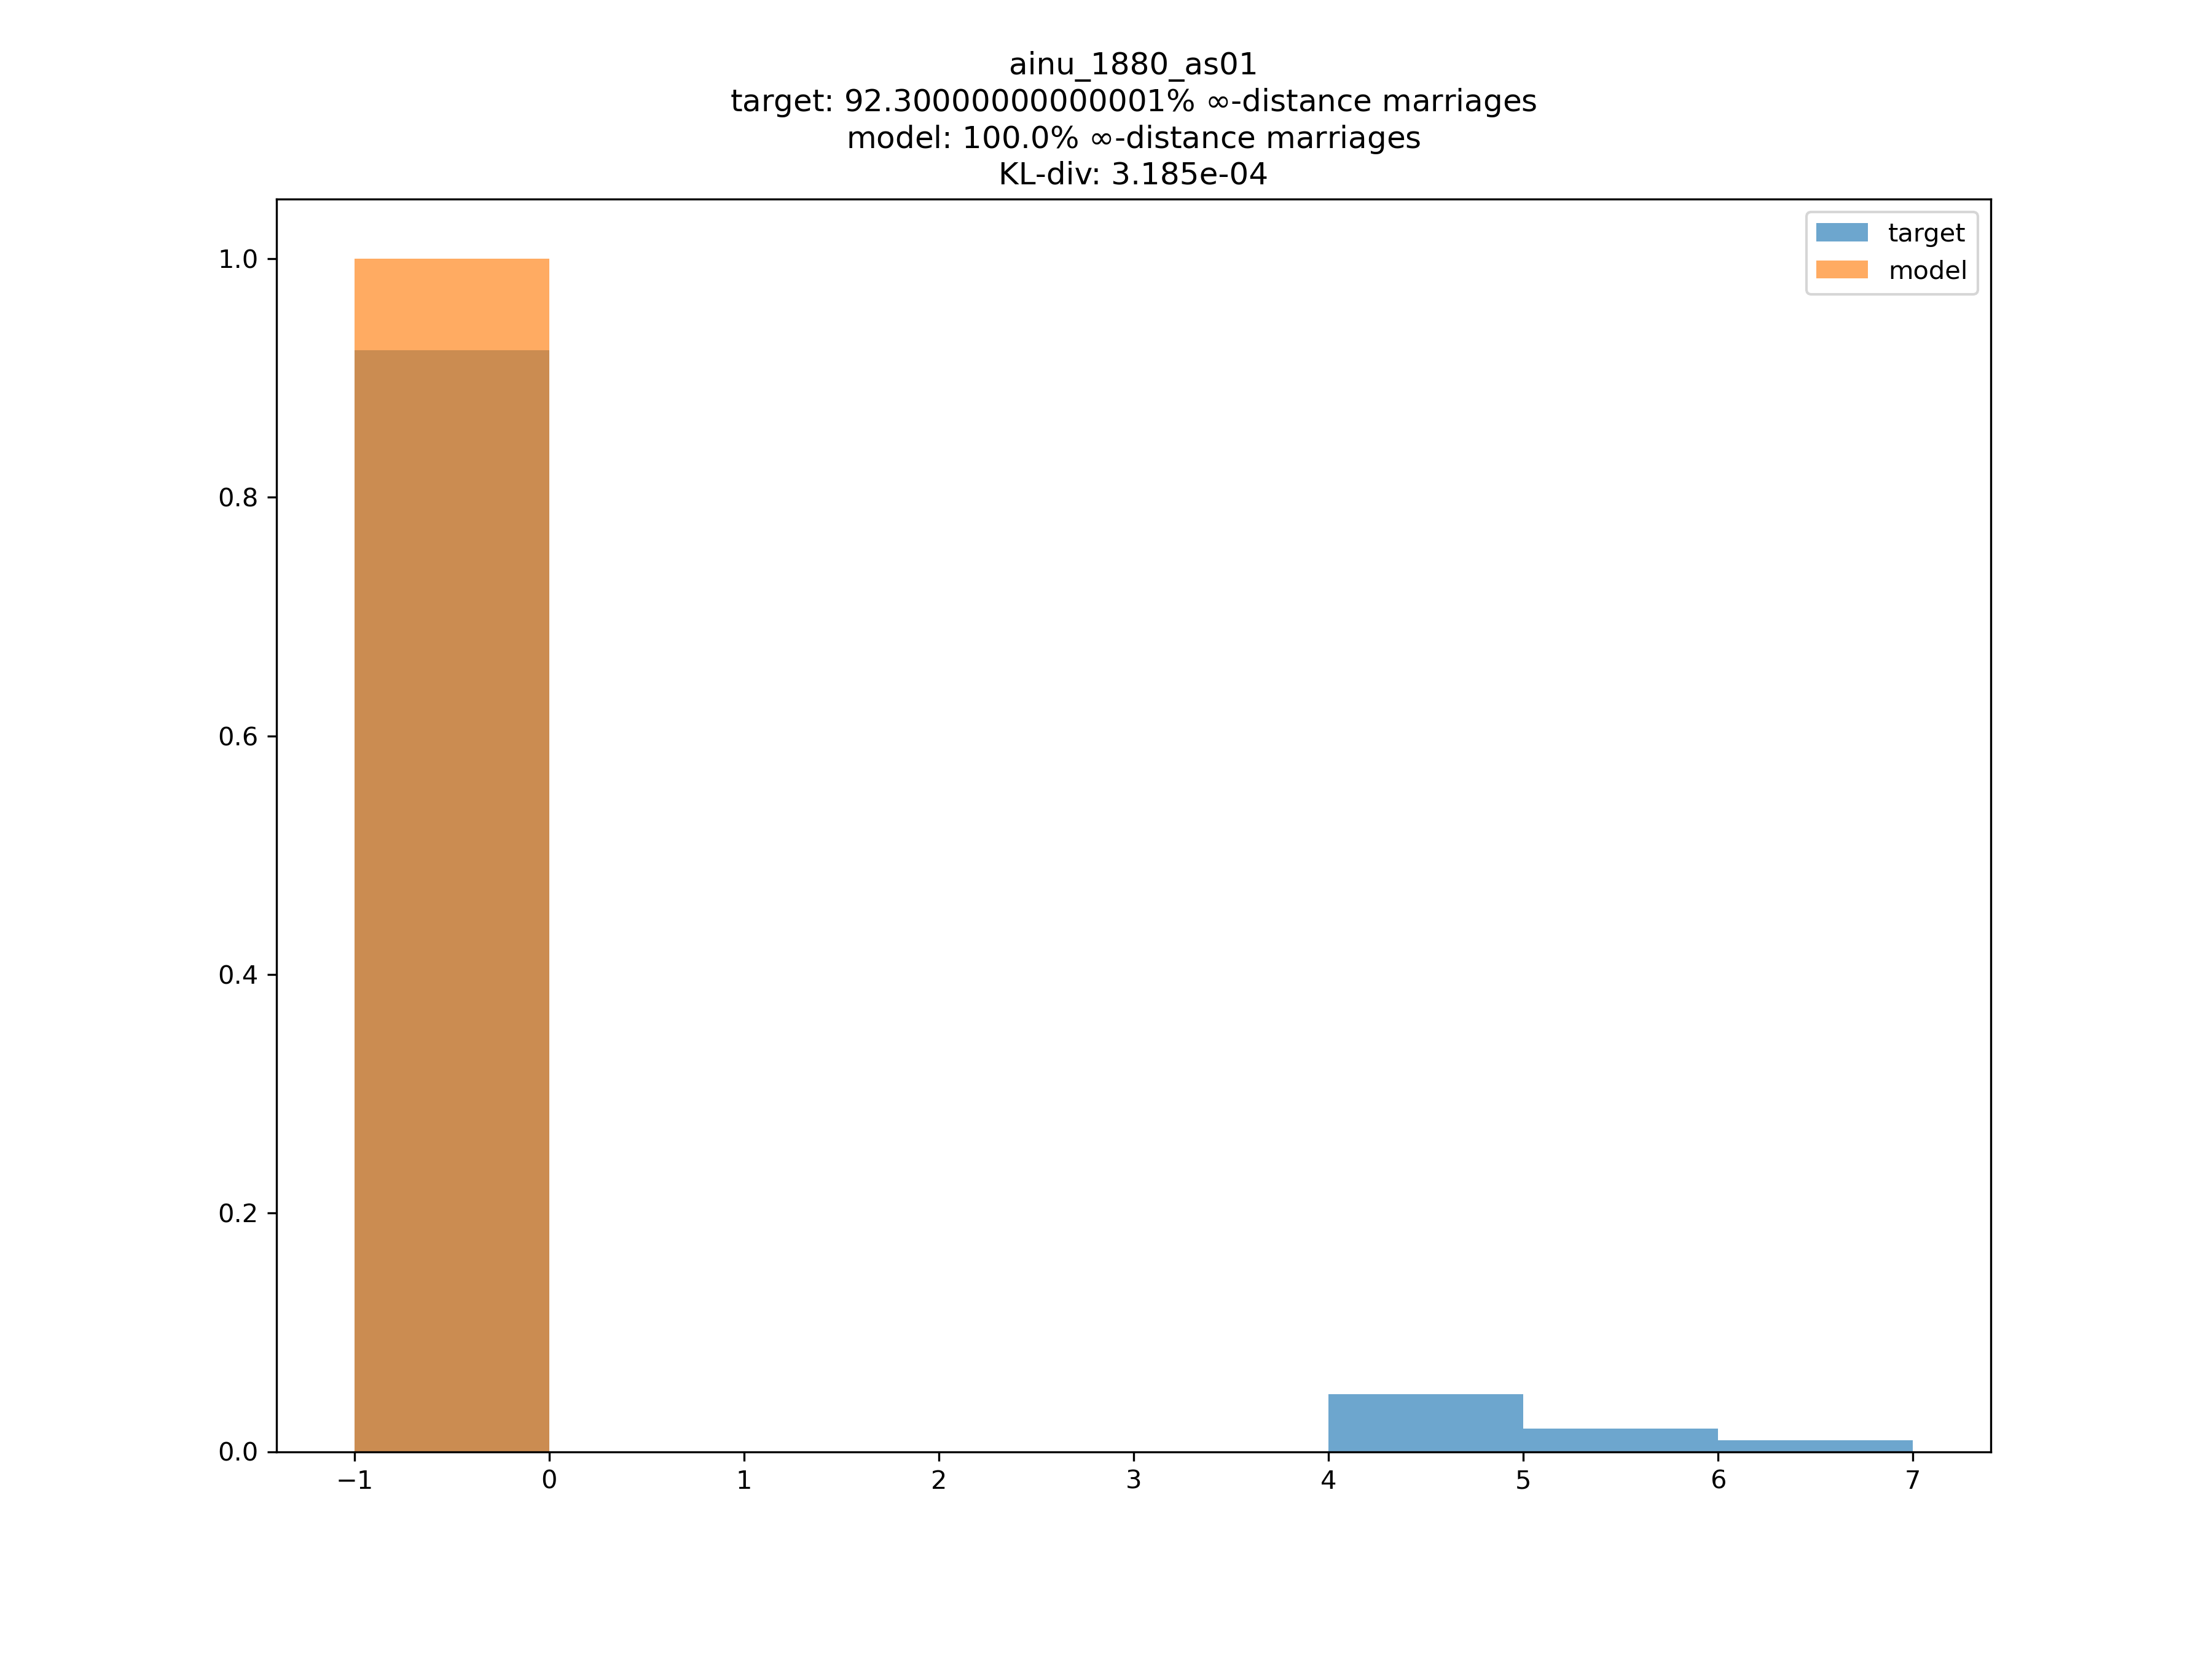 ainu_1880_as01
target: 92.30000000000001% ∞-distance marriages
model: 100.0% ∞-distance marriages
KL-div: 3.185e-04
target
model
1.0
0.8
0.6
0.4
0.2
0.0
−1 0 1 2 3 4 5 6 7